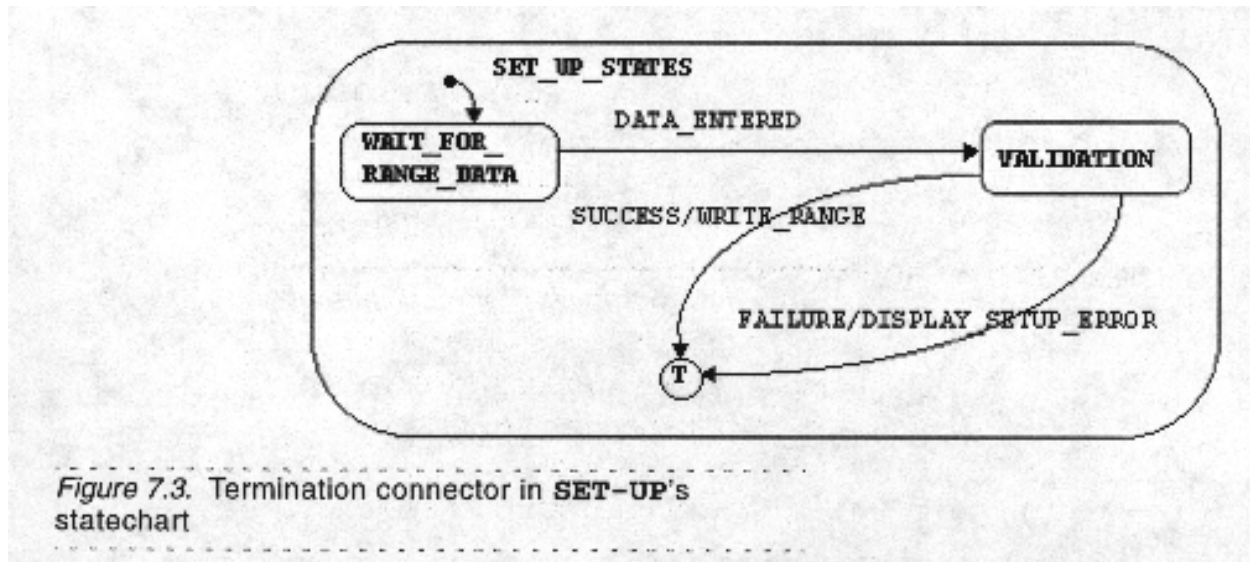 SET_UP_STATES
DATA_ENTERED
WAIT_FOR_
RANGE_DATA
VALIDATION
SUCCESS/WRITE_RANGE
FAILURE/DISPLAY_SETUP_ERROR
T
Figure 7.3. Termination connector in SET-UP's
statechart